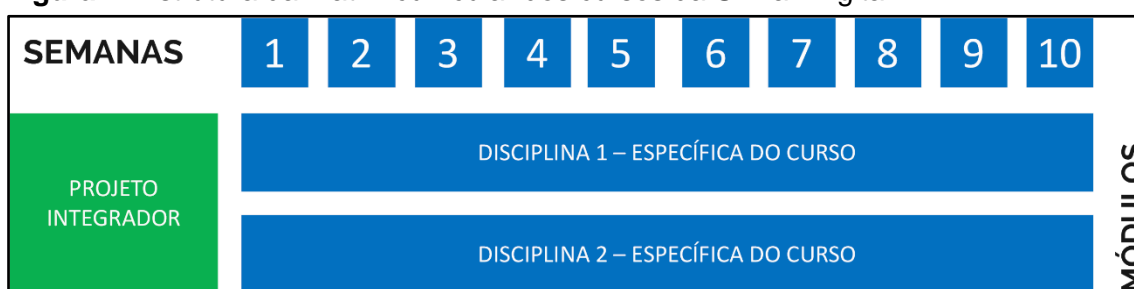 SEMANAS 1 2 3 4 5 6 7 8 9 10
DISCIPLINA 1 – ESPECÍFICA DO CURSO
PROJETO
INTEGRADOR
DISCIPLINA 2 – ESPECÍFICA DO CURSO
MÓDULOS